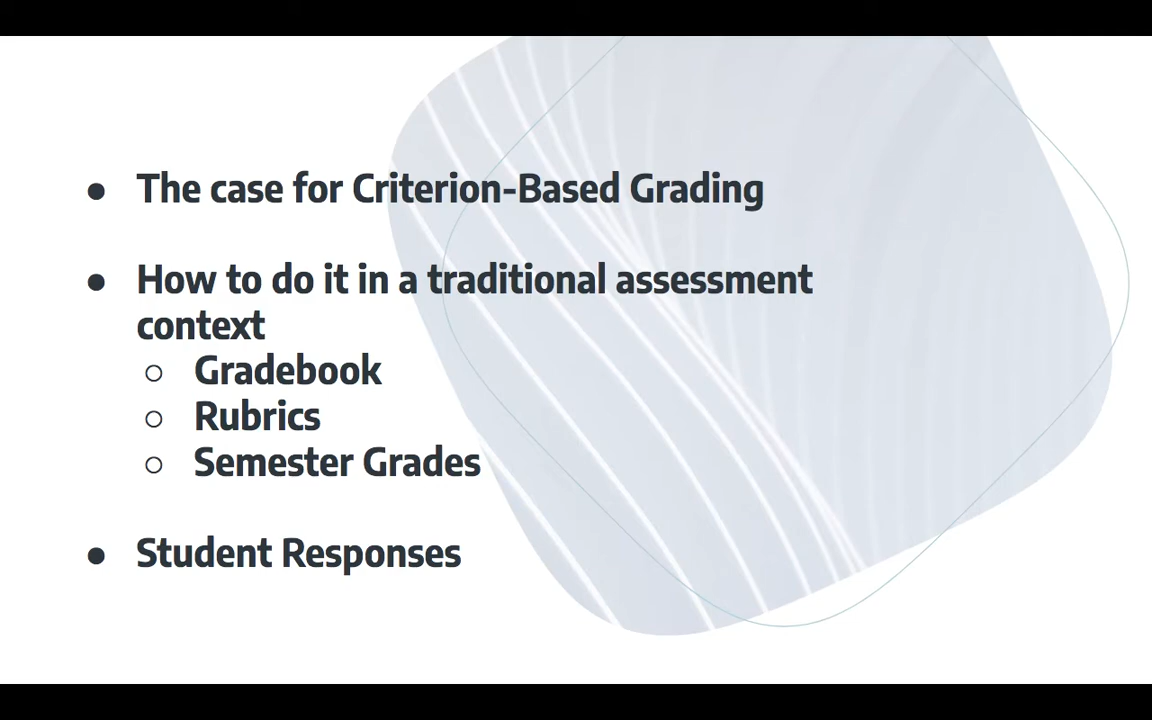 ● The case for Criterion-Based Grading
● How to do it in a traditional assessment
context
○ Gradebook
○ Rubrics
○ Semester Grades
● Student Responses